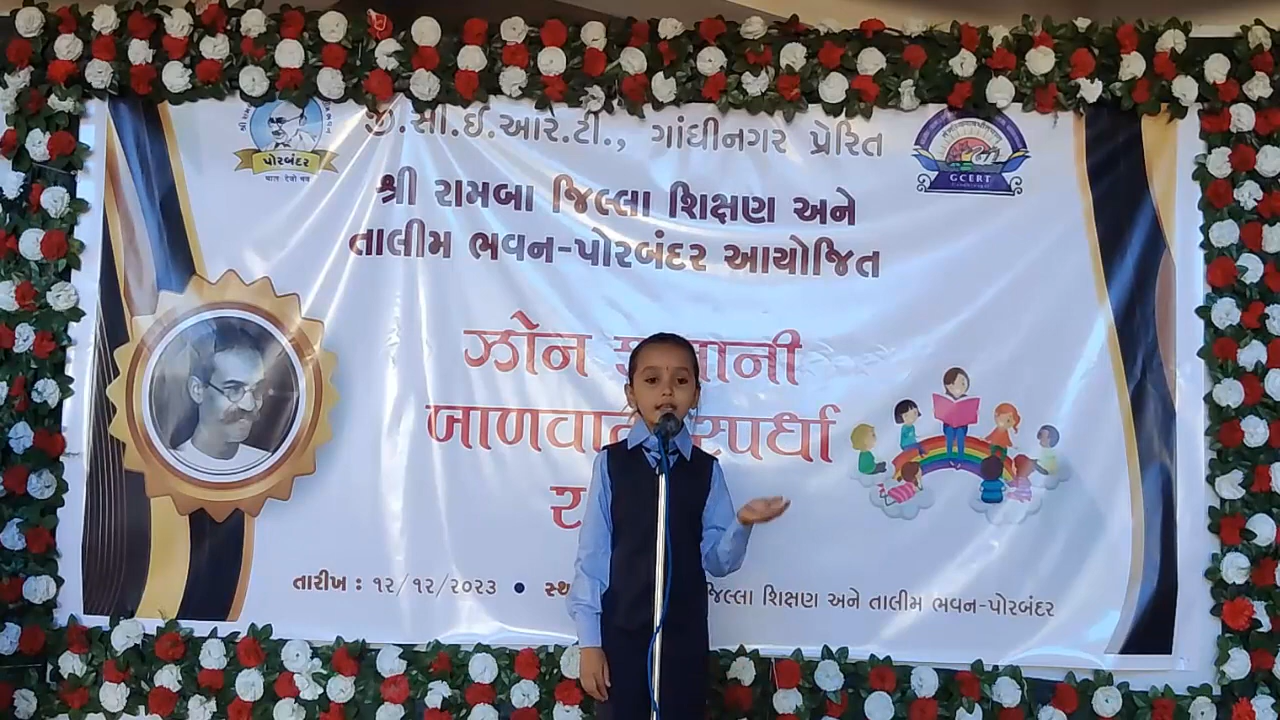 જી.સી.ઈ.આર.ટી., ગાંધીનગર પ્રેરિત
પોરબંદર
GCERT
શ્રી રામબા જિલ્લા શિક્ષણ અને
તાલીમ ભવન-પોરબંદર આયોજિત
ઝોન
સ્પર્ધા
તારીખ : ૧૨/૧૨/૨૦૨૩ •
જિલ્લા શિક્ષણ અને તાલીમ ભવન-પોરબંદર